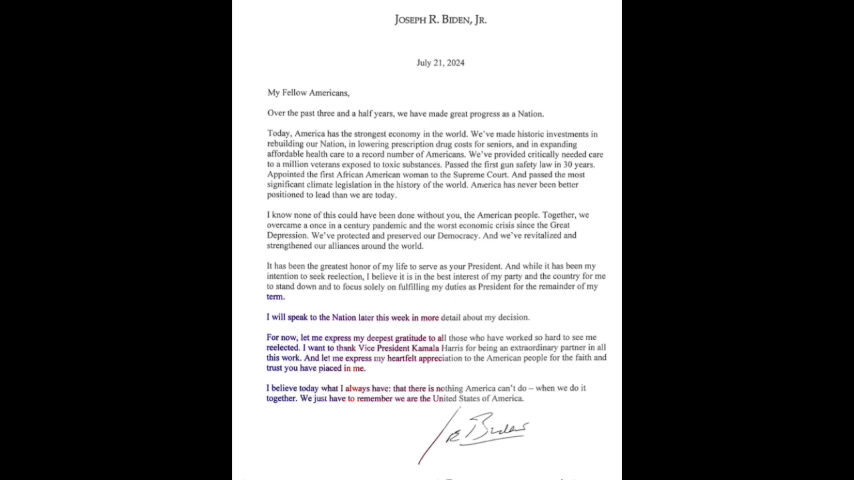 JOSEPH R. BIDEN, JR.
July 21, 2024
My Fellow Americans,
Over the past three and a half years, we have made great progress as a Nation.
Today, America has the strongest economy in the world. We've made historic investments in
rebuilding our Nation, in lowering prescription drug costs for seniors, and in expanding
affordable health care to a record number of Americans. We've provided critically needed care
to a million veterans exposed to toxic substances. Passed the first gun safety law in 30 years.
Appointed the first African American woman to the Supreme Court. And passed the most
significant climate legislation in the history of the world. America has never been better
positioned to lead than we are today.
I know none of this could have been done without you, the American people. Together, we
overcame a once in a century pandemic and the worst economic crisis since the Great
Depression. We've protected and preserved our Democracy. And we've revitalized and
strengthened our alliances around the world.
It has been the greatest honor of my life to serve as your President. And while it has been my
intention to seek reelection, I believe it is in the best interest of my party and the country for me
to stand down and to focus solely on fulfilling my duties as President for the remainder of my
term.
I will speak to the Nation later this week in more detail about my decision.
For now, let me express my deepest gratitude to all those who have worked so hard to see me
reelected. I want to thank Vice President Kamala Harris for being an extraordinary partner in all
this work. And let me express my heartfelt appreciation to the American people for the faith and
trust you have placed in me.
I believe today what I always have: that there is nothing America can't do – when we do it
together. We just have to remember we are the United States of America.
Joe Biden